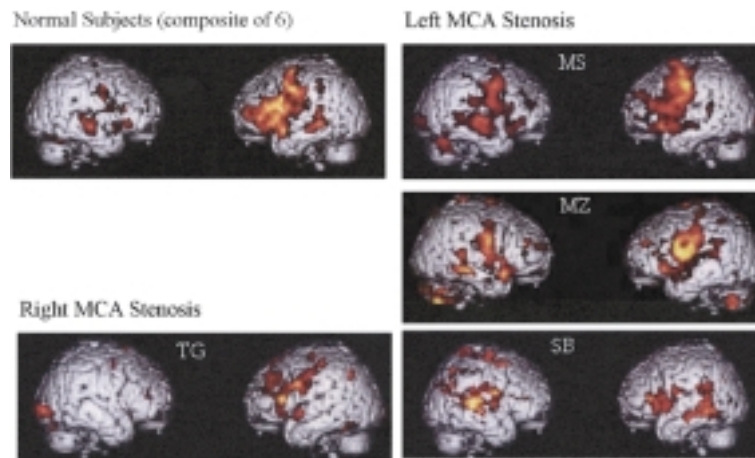 Normal Subjects (composite of 6)
Left MCA Stenosis
MS
MZ
Right MCA Stenosis
TG
SB